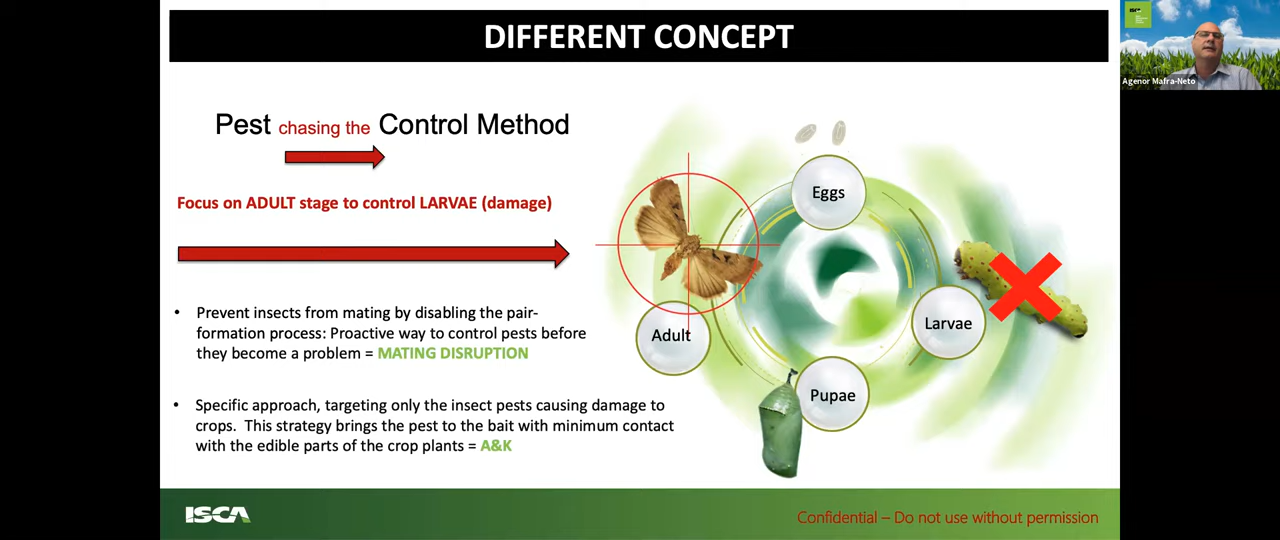 DIFFERENT CONCEPT
Pest chasing the Control Method
Focus on ADULT stage to control LARVAE (damage)
• Prevent insects from mating by disabling the pair-
formation process: Proactive way to control pests before
they become a problem = MATING DISRUPTION
• Specific approach, targeting only the insect pests causing damage to
crops. This strategy brings the pest to the bait with minimum contact
with the edible parts of the crop plants = A&K
Eggs
Larvae
Pupae
Adult
ISCA
Confidential – Do not use without permission
Agenor Mafra-Neto